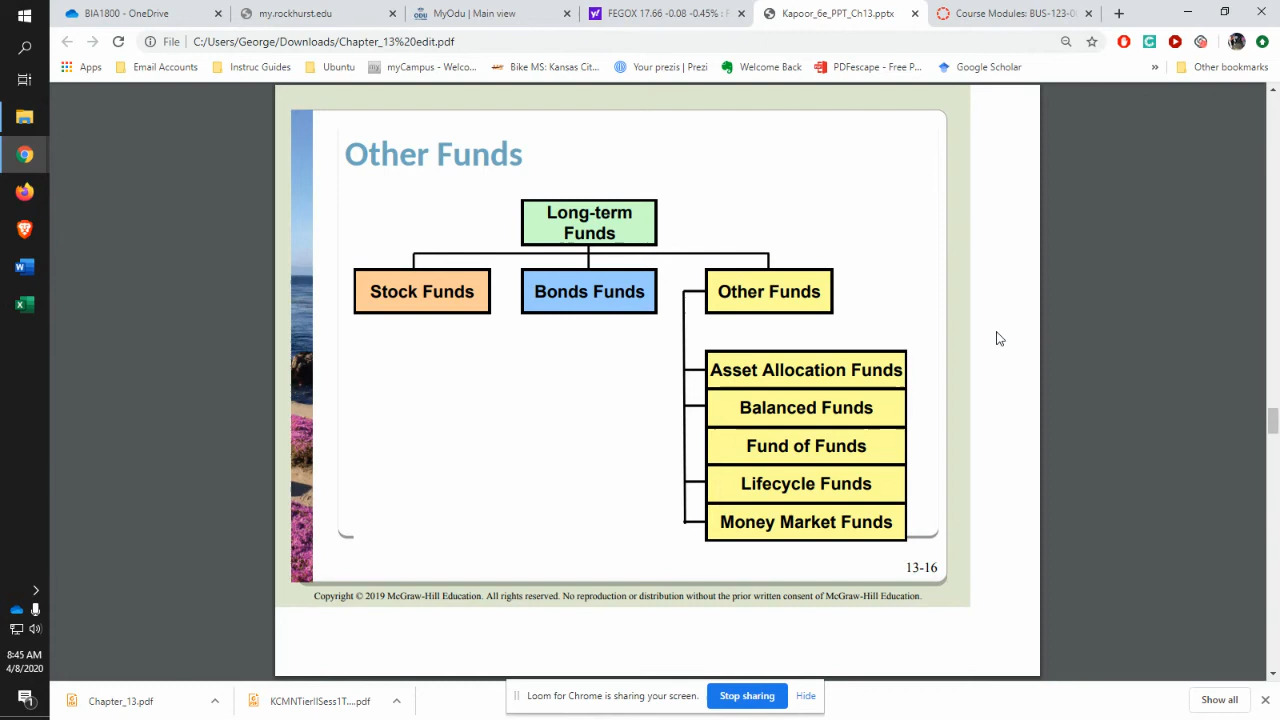 BIA1800 - OneDrive
my.rockhurst.edu
MyOdu | Main view
FEGOX 17.66 -0.08 -0.45% : F
Kapoor_6e_PPT_Ch13.pptx
Course Modules: BUS-123-0
File
C:/Users/George/Downloads/Chapter_13%20edit.pdf
Apps
Email Accounts
Instruc Guides
Ubuntu
myCampus - Welco...
Bike MS: Kansas Cit...
Your prezis | Prezi
Welcome Back
PDFescape - Free P...
Google Scholar
»
Other bookmarks
Other Funds
Long-term
Funds
Stock Funds
Bonds Funds
Other Funds
Asset Allocation Funds
Balanced Funds
Fund of Funds
Lifecycle Funds
Money Market Funds
13-16
Copyright © 2019 McGraw-Hill Education. All rights reserved. No reproduction or distribution without the prior written consent of McGraw-Hill Education.
8:45 AM
4/8/2020
Chapter_13.pdf
KCMNTierIISess1T....pdf
Loom for Chrome is sharing your screen.
Stop sharing
Hide
Show all